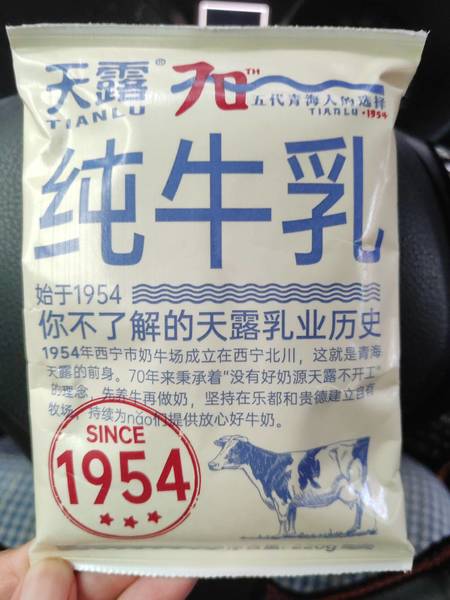 天露®
TIANLU
70TH
五代青海人的选择
TIANLU·1954
纯牛乳
始于1954
你不了解的天露乳业历史
1954年西宁市奶牛场成立在西宁北川，这就是青海
天露的前身。70年来秉承着“没有好奶源天露不开工”
的理念，先养牛再做奶，坚持在乐都和贵德建立自有
牧场，持续为nǎo们提供放心好牛奶。
SINCE
1954